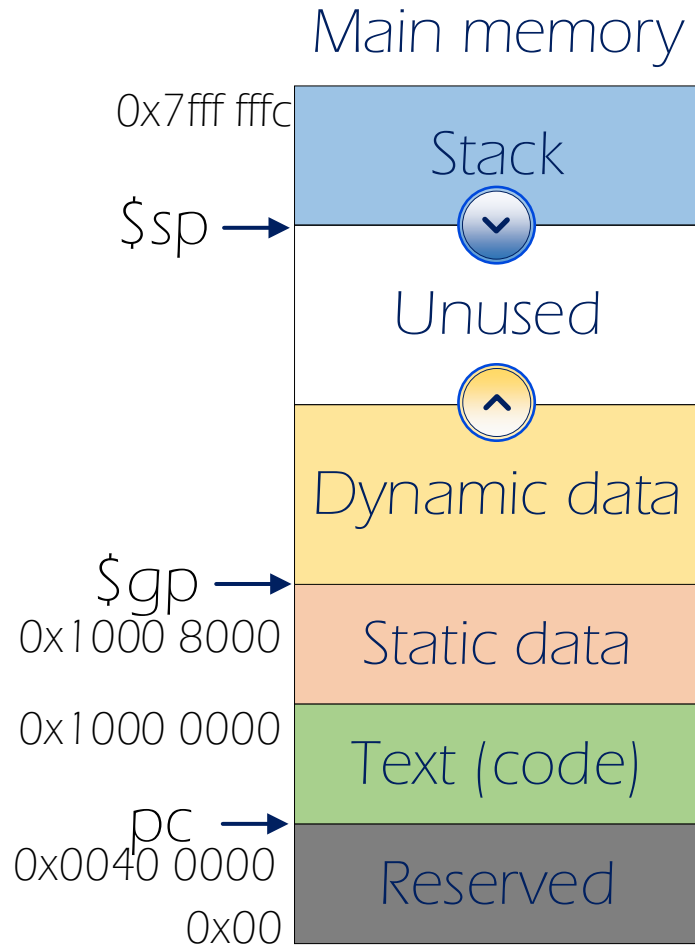 Main memory
0x7fff fffc
Stack
$sp
Unused
Dynamic data
$gp
0x1000 8000
Static data
0x1000 0000
Text (code)
pc
0x0040 0000
Reserved
0x00